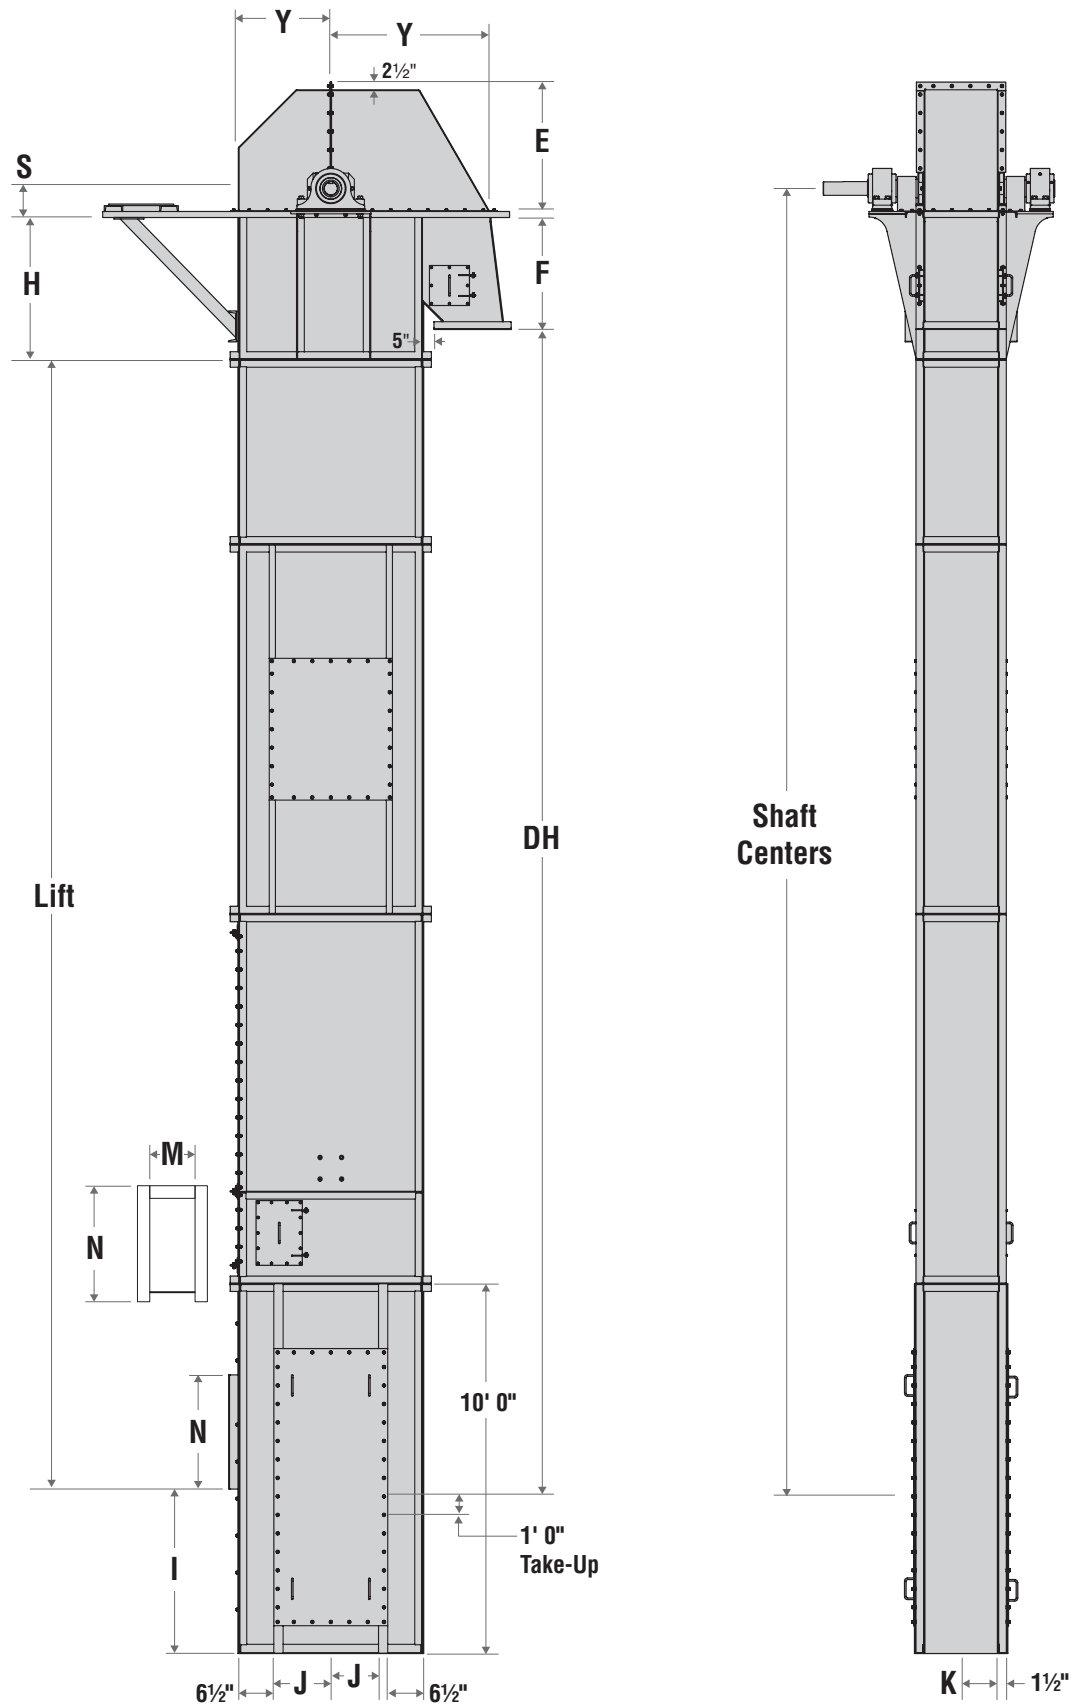 Y
Y
2½"
E
S
H
F
5"
Shaft
Centers
DH
Lift
M
N
10' 0"
N
1' 0"
Take-Up
I
J
J
K
1½"
6½"
6½"